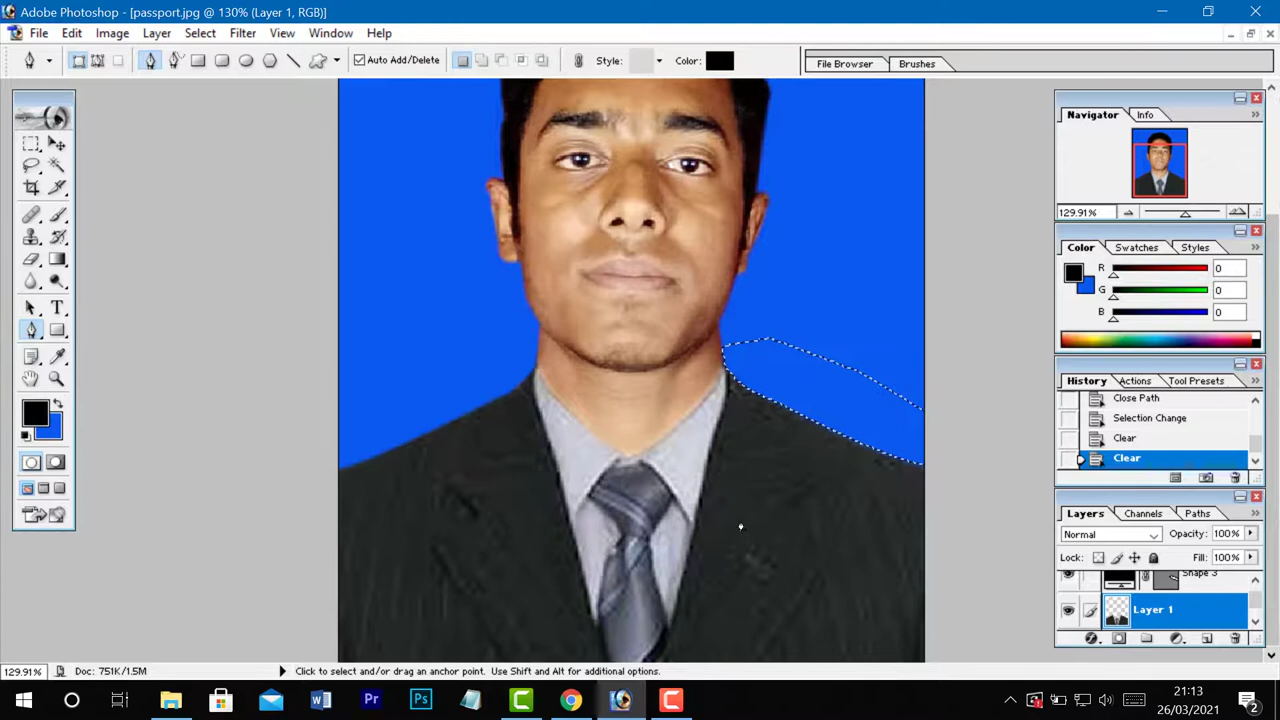 Adobe Photoshop - [passport.jpg @ 130% (Layer 1, RGB)]
File Edit Image Layer Select Filter View Window Help
Auto Add/Delete Style: Color: File Browser Brushes
Navigator Info
129.91%
Color Swatches Styles
R 0
G 0
B 0
History Actions Tool Presets
Close Path
Selection Change
Clear
Clear
Layers Channels Paths
Normal Opacity: 100%
Lock: Fill: 100%
Shape 3
Layer 1
T
129.91% Doc: 751K/1.5M Click to select and/or drag an anchor point. Use Shift and Alt for additional options.
W Pr Ps C C
21:13
26/03/2021
2